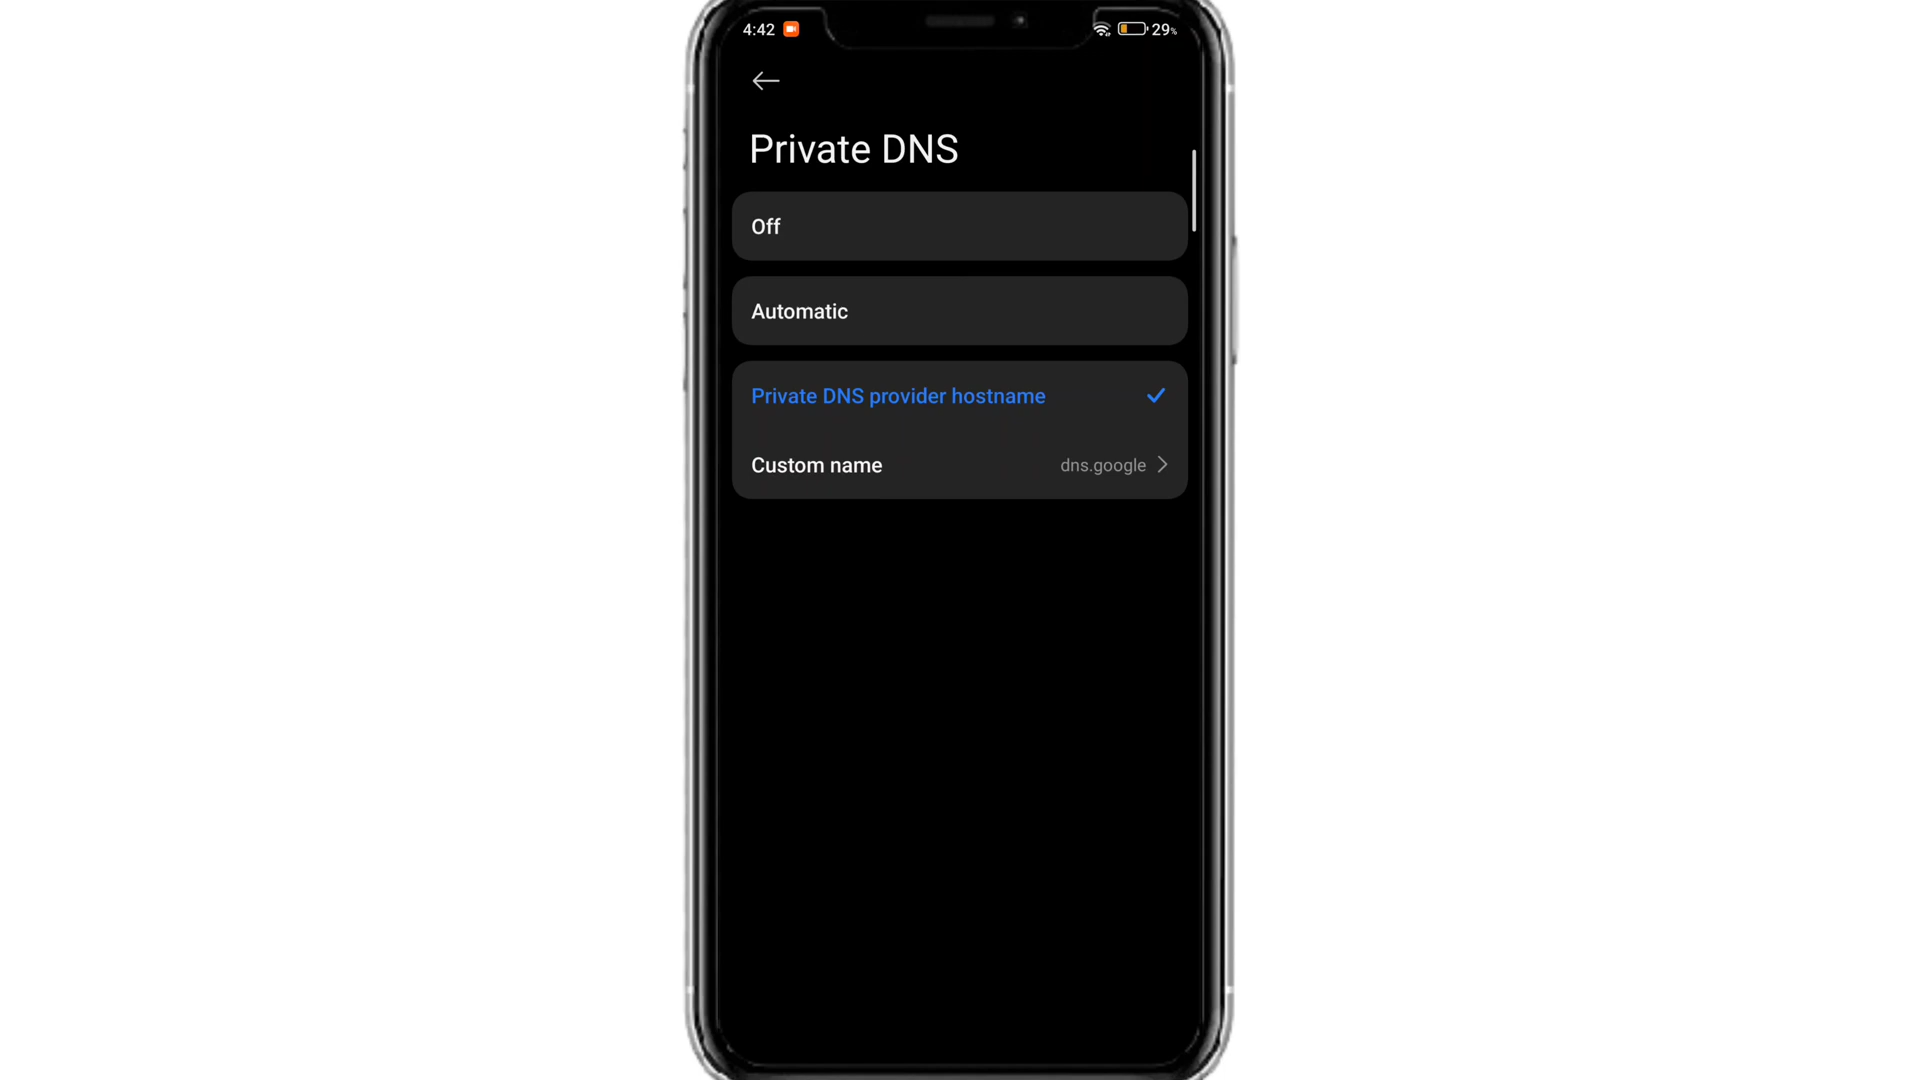 4:42 29%
Private DNS
Off
Automatic
Private DNS provider hostname
Custom name dns.google